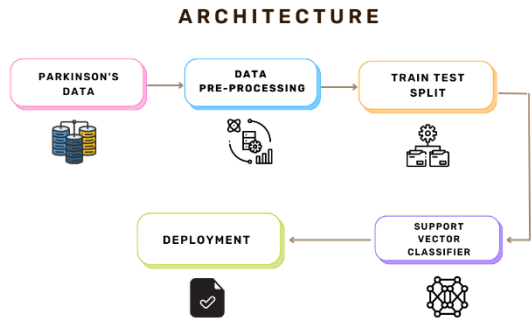 ARCHITECTURE
PARKINSON'S
DATA
DATA
PRE-PROCESSING
TRAIN TEST
SPLIT
DEPLOYMENT
SUPPORT
VECTOR
CLASSIFIER